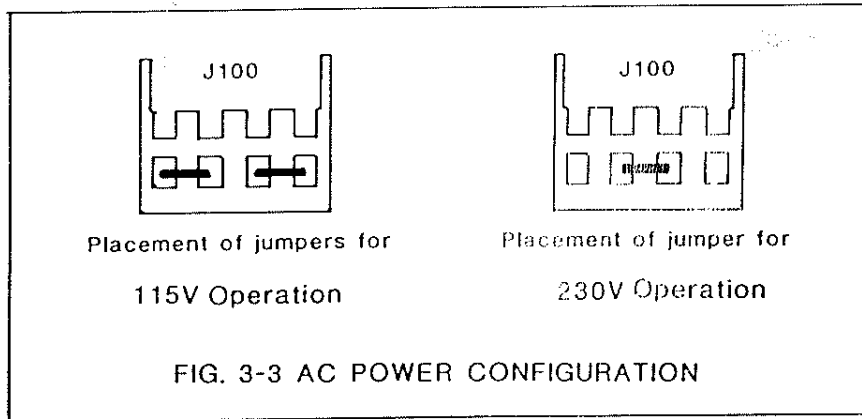 J100
J100
Placement of jumpers for
Placement of jumper for
115V Operation
230V Operation
FIG. 3-3 AC POWER CONFIGURATION